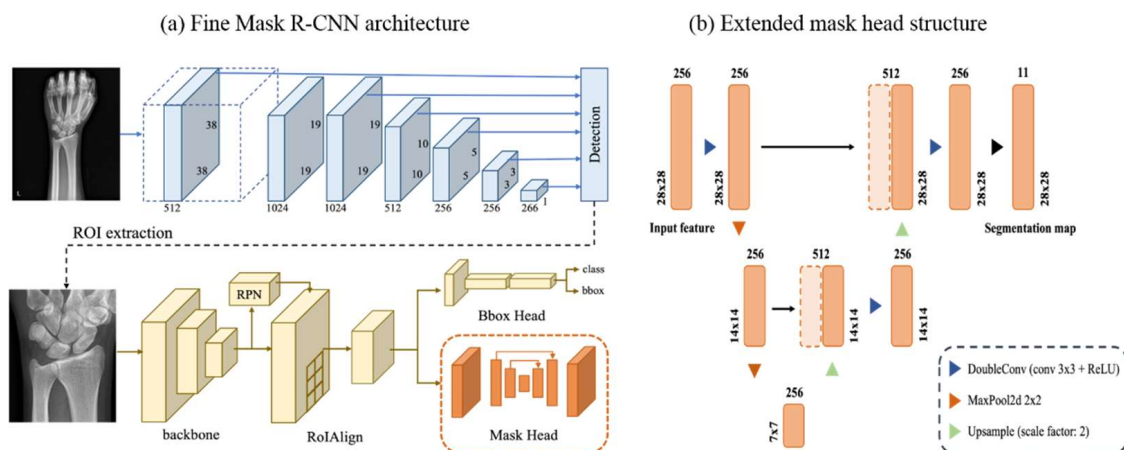 (a) Fine Mask R-CNN architecture
38
38
512
19
19
1024
19
19
1024
10
10
512
5
5
256
3
3
256
1
266
Detection
L
ROI extraction
RPN
backbone
RoIAlign
class
bbox
Bbox Head
Mask Head
(b) Extended mask head structure
256
256
512
256
11
28x28
28x28
28x28
28x28
28x28
Input feature
Segmentation map
256
512
256
14x14
14x14
14x14
256
7x7
DoubleConv (conv 3x3 + ReLU)
MaxPool2d 2x2
Upsample (scale factor: 2)